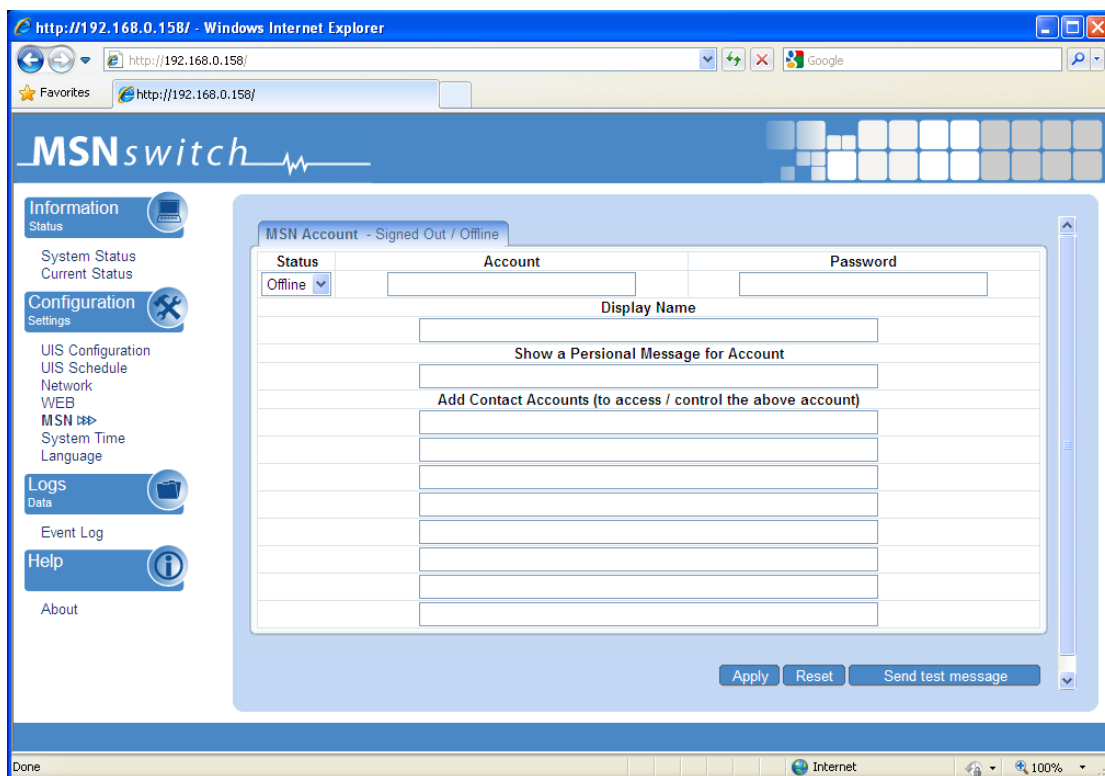 http://192.168.0.158/ - Windows Internet Explorer
http://192.168.0.158/
Google
Favorites
http://192.168.0.158/
MSNswitch
Information
Status
System Status
Current Status
Configuration
Settings
UIS Configuration
UIS Schedule
Network
WEB
MSN
System Time
Language
Logs
Data
Event Log
Help
About
MSN Account - Signed Out / Offline
Status Account Password
Offline
Display Name
Show a Persional Message for Account
Add Contact Accounts (to access / control the above account)
Apply Reset Send test message
Done Internet 100%